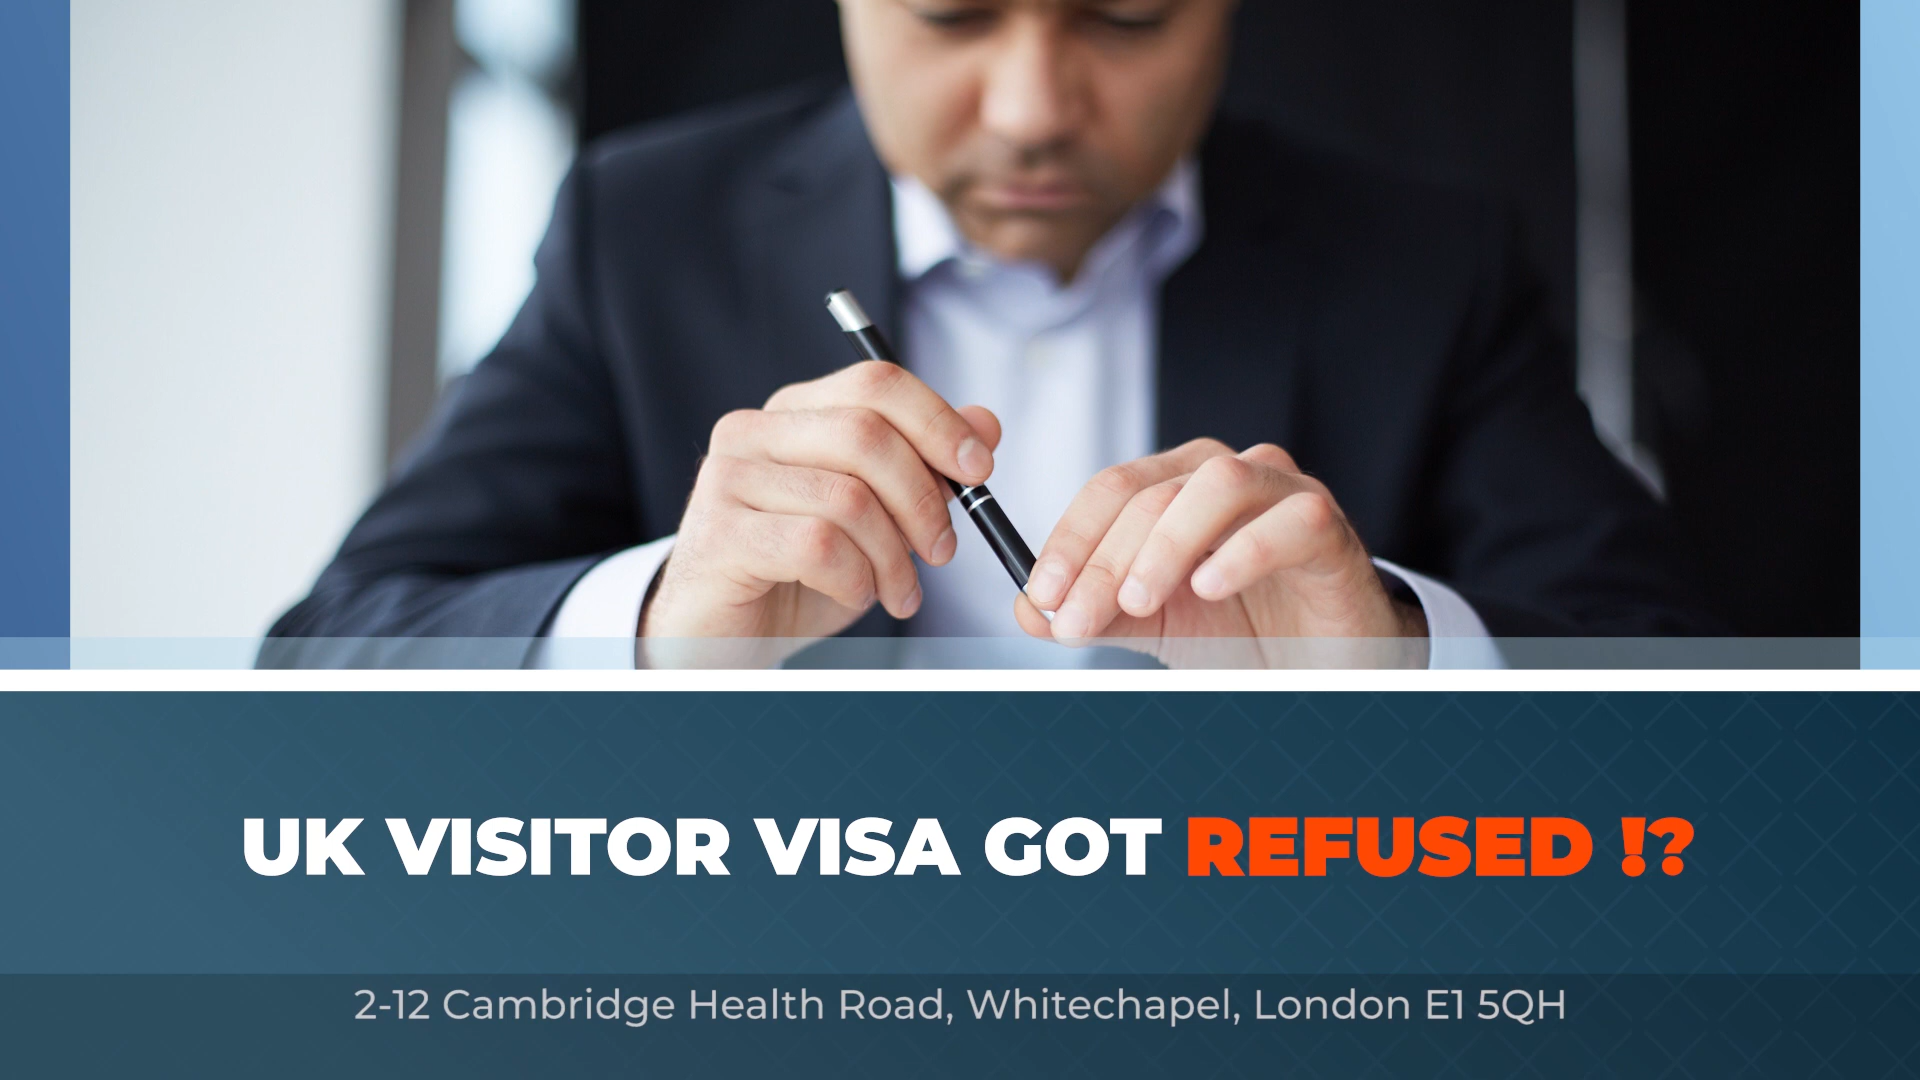 UK VISITOR VISA GOT REFUSED !?
2-12 Cambridge Health Road, Whitechapel, London E1 5QH